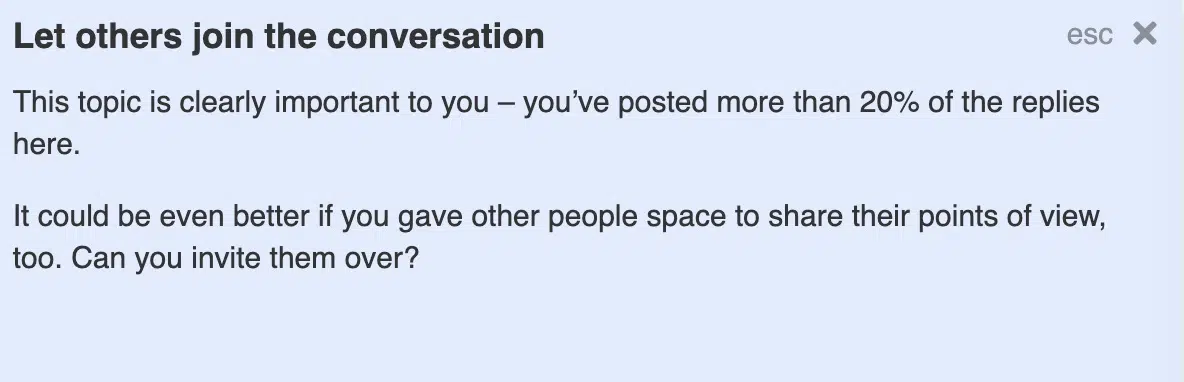 Let others join the conversation
esc ✕
This topic is clearly important to you – you’ve posted more than 20% of the replies
here.
It could be even better if you gave other people space to share their points of view,
too. Can you invite them over?